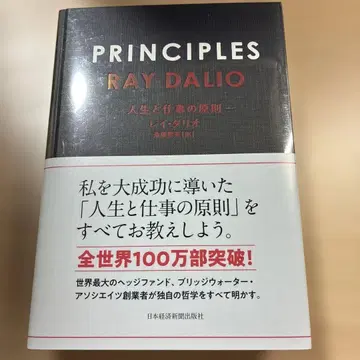 PRINCIPLES
RAY DALIO
人生と仕事の原則
レイ・ダリオ
私を大成功に導いた
「人生と仕事の原則」を
すべてお教えしよう。
全世界100万部突破!
世界最大のヘッジファンド、ブリッジウォーター・
アソシエイツ創業者が独自の哲学をすべて明かす。
日本経済新聞出版社